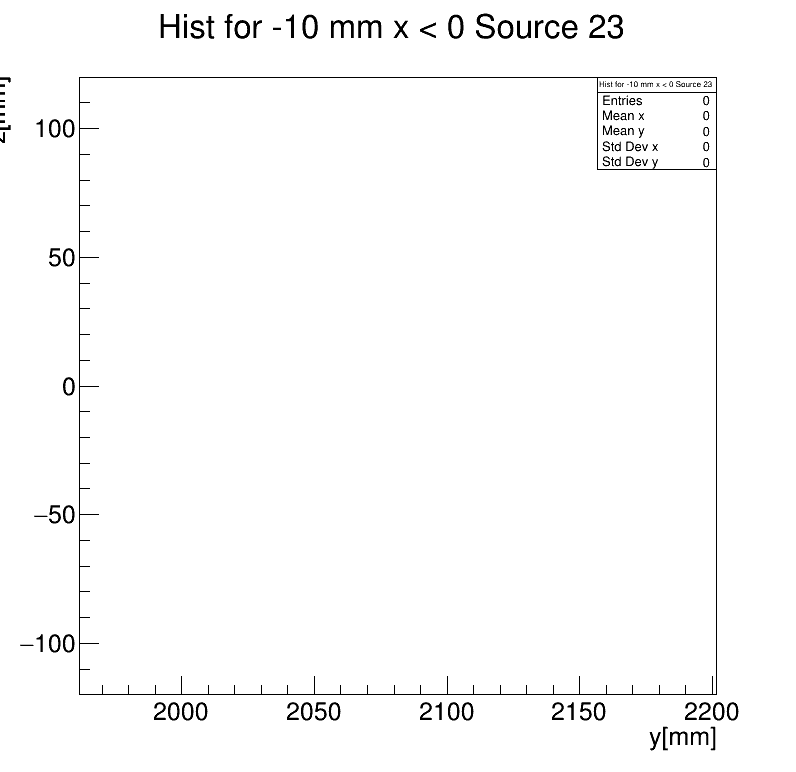 Hist for -10 mm x < 0 Source 23
z[mm]
Hist for -10 mm x < 0 Source 23
Entries 0
Mean x 0
Mean y 0
Std Dev x 0
Std Dev y 0
100
50
0
−50
−100
2000 2050 2100 2150 2200
y[mm]